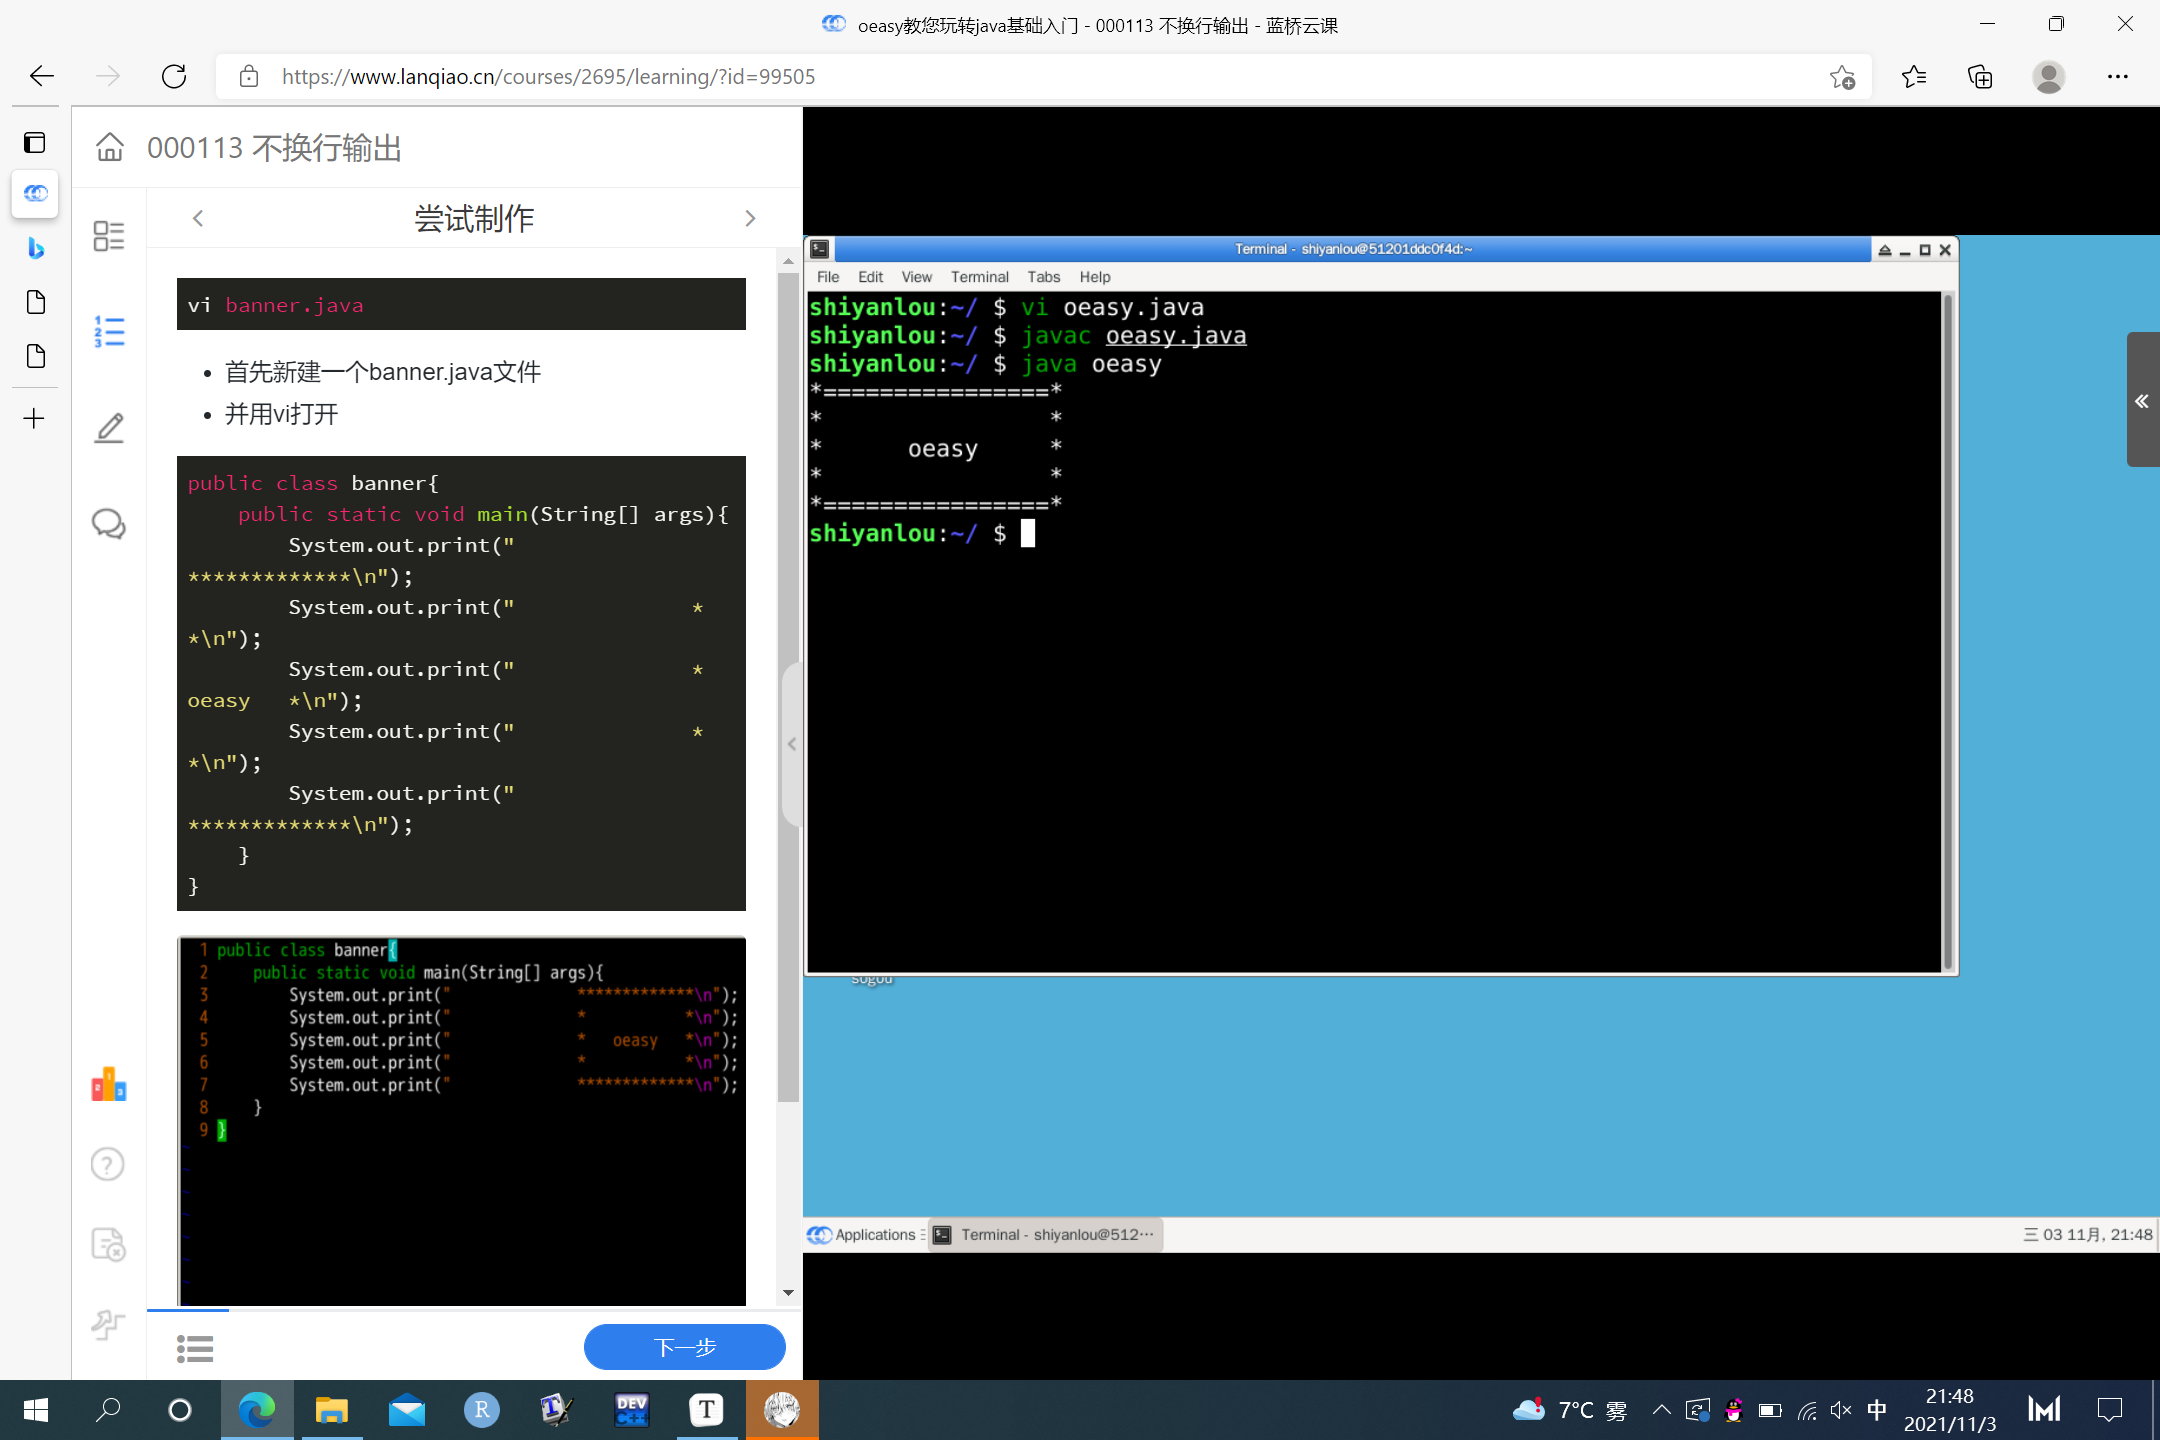 oeasy教您玩转java基础入门 - 000113 不换行输出 - 蓝桥云课
https://www.lanqiao.cn/courses/2695/learning/?id=99505
000113 不换行输出
尝试制作
vi banner.java
首先新建一个banner.java文件
并用vi打开
public class banner{
    public static void main(String[] args){
        System.out.print("
*************\n");
        System.out.print("              *
*\n");
        System.out.print("              *
oeasy   *\n");
        System.out.print("              *
*\n");
        System.out.print("
*************\n");
    }
}
1 public class banner{
2     public static void main(String[] args){
3         System.out.print("              *************\n");
4         System.out.print("              *           *\n");
5         System.out.print("              *   oeasy   *\n");
6         System.out.print("              *           *\n");
7         System.out.print("              *************\n");
8     }
9 }
~
~
~
~
~
~
~
下一步
Terminal - shiyanlou@51201ddc0f4d:~
File Edit View Terminal Tabs Help
shiyanlou:~/ $ vi oeasy.java
shiyanlou:~/ $ javac oeasy.java
shiyanlou:~/ $ java oeasy
*================*
*                *
*      oeasy     *
*                *
*================*
shiyanlou:~/ $
sogou
Applications
Terminal - shiyanlou@512···
三 03 11月, 21:48
R
DEV
C++
T
7°C 雾
中
21:48
2021/11/3